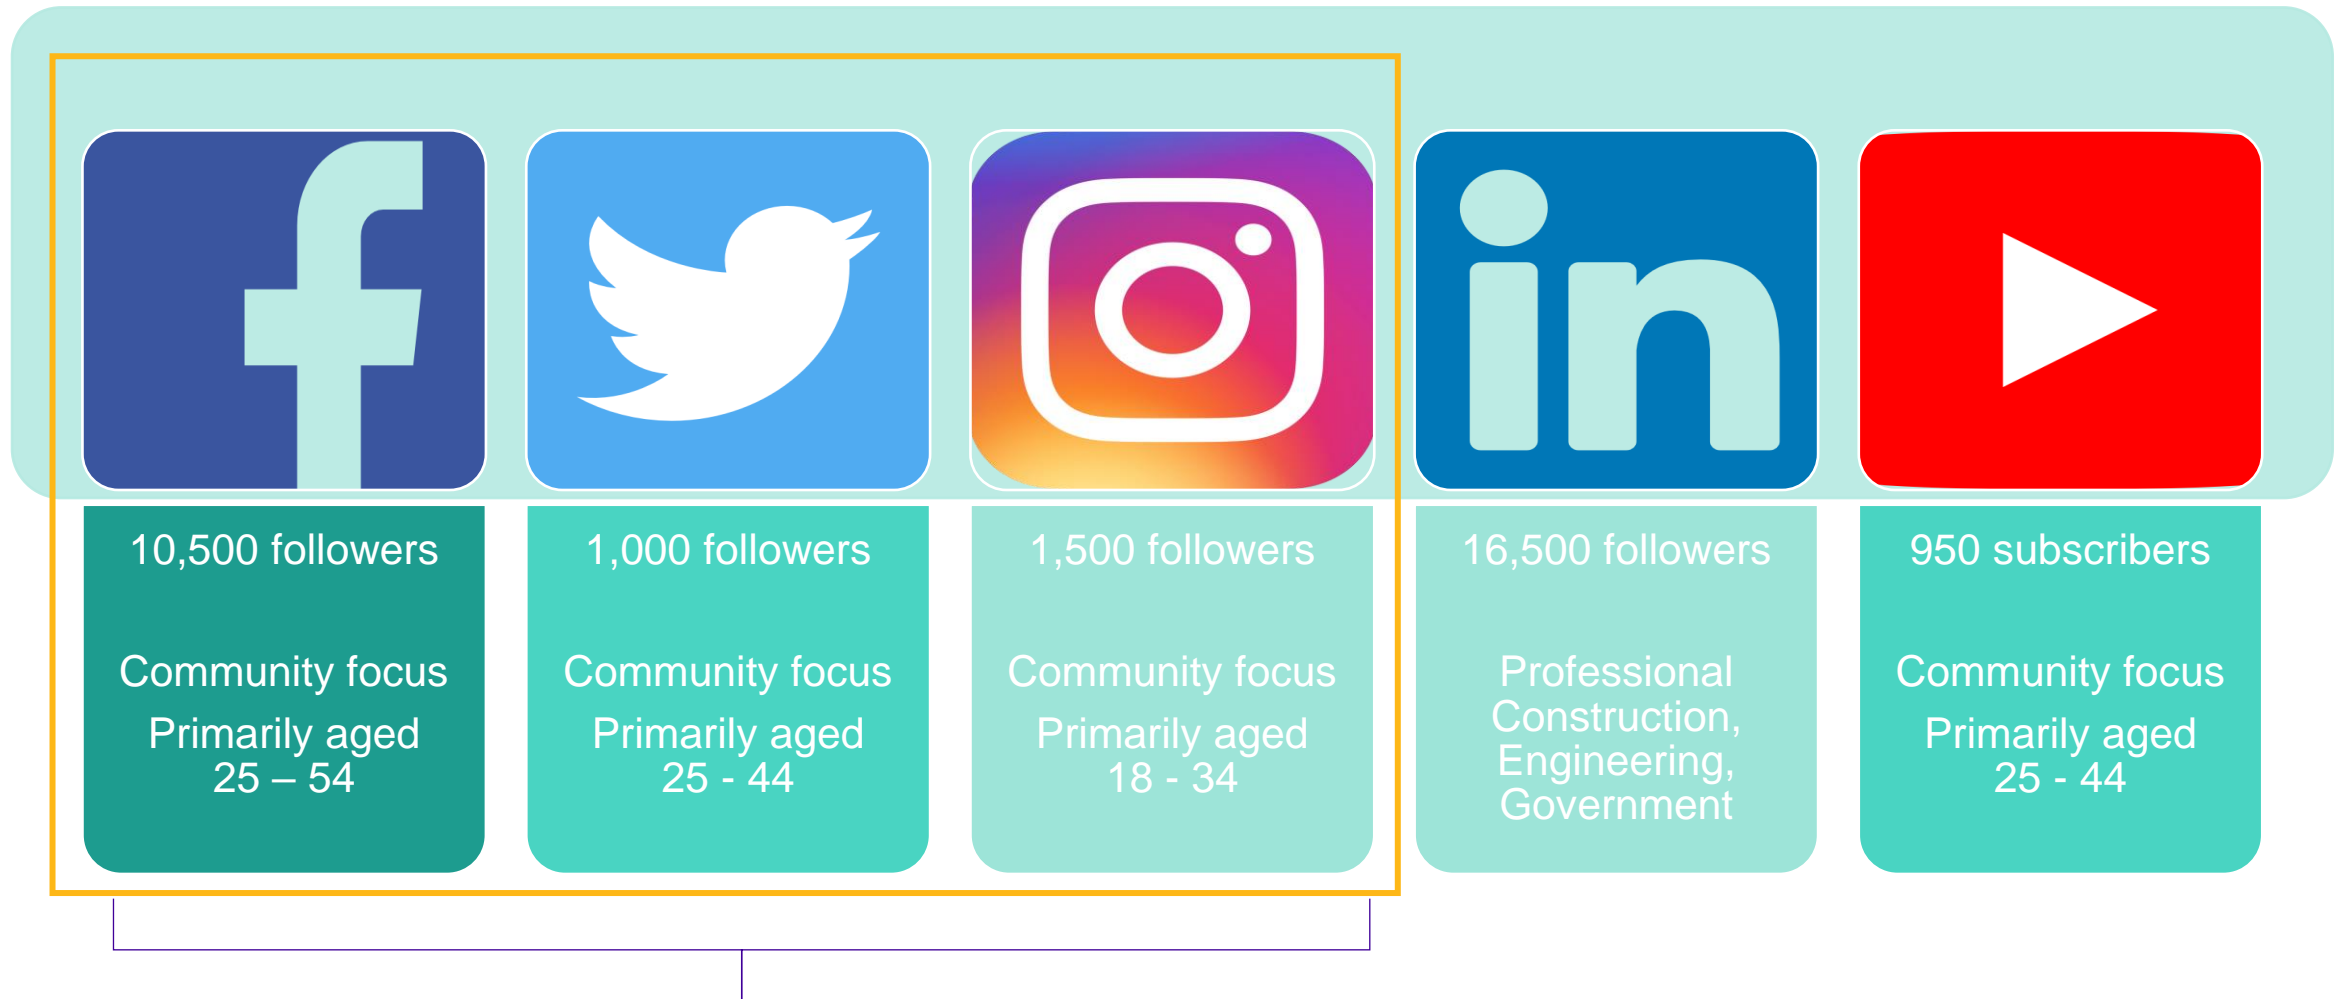 10,500 followers
Community focus
Primarily aged
25 – 54
1,000 followers
Community focus
Primarily aged
25 - 44
1,500 followers
Community focus
Primarily aged
18 - 34
16,500 followers
Professional
Construction,
Engineering,
Government
950 subscribers
Community focus
Primarily aged
25 - 44